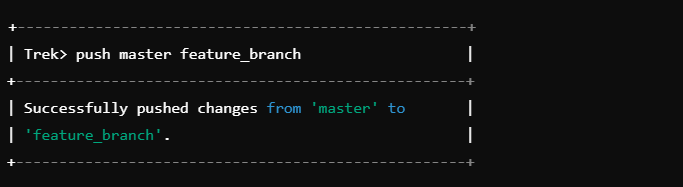 +--------------------------------------------------+
| Trek> push master feature_branch                 |
+--------------------------------------------------+
| Successfully pushed changes from 'master' to     |
| 'feature_branch'.                                |
+--------------------------------------------------+